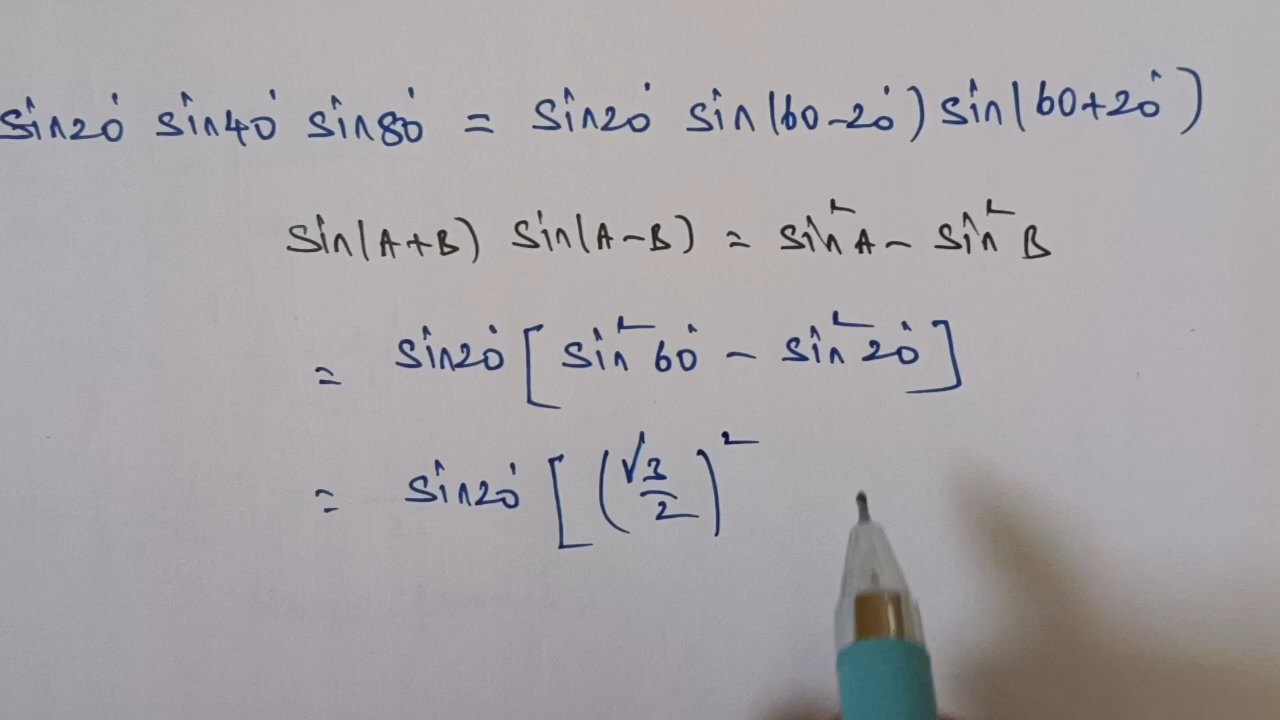 sin20° sin40° sin80° = sin20° sin(60-20°) sin(60+20°)
sin(A+B) sin(A-B) = sin²A - sin²B
= sin20° [ sin²60° - sin²20° ]
= sin20° [ (√3/2)²